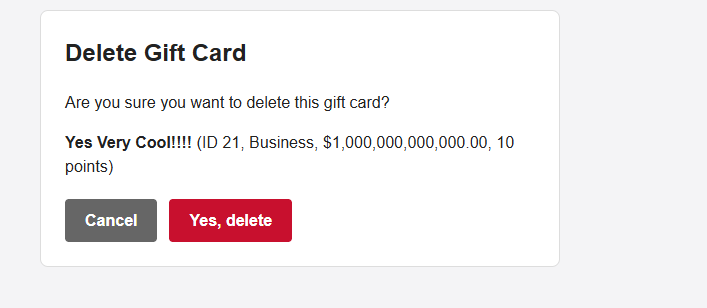 Delete Gift Card
Are you sure you want to delete this gift card?
Yes Very Cool!!!! (ID 21, Business, $1,000,000,000,000.00, 10
points)
Cancel Yes, delete